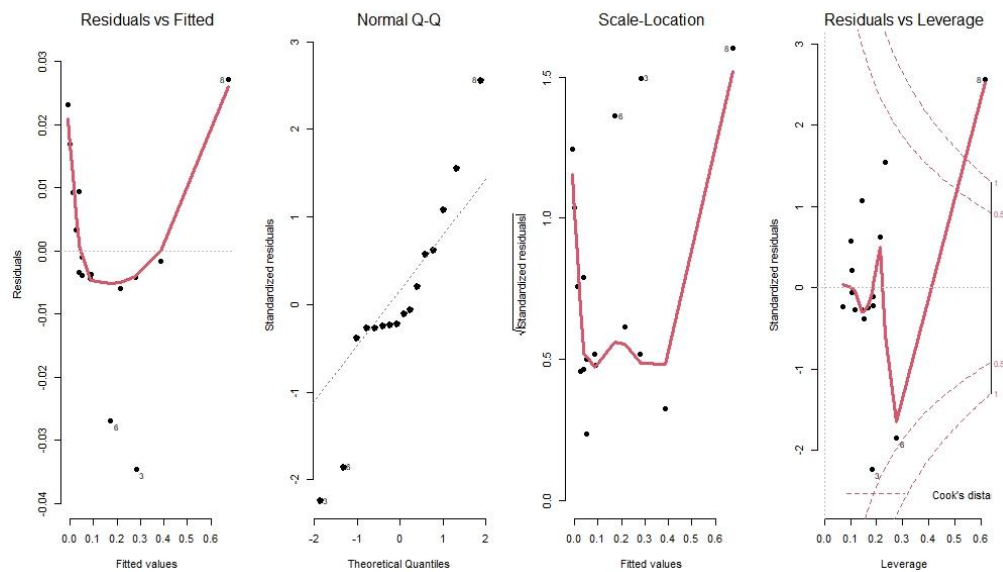 Residuals vs Fitted
Residuals
0.03
0.02
0.01
0.00
-0.01
-0.02
-0.03
-0.04
8
6
3
0.0 0.1 0.2 0.3 0.4 0.5 0.6
Fitted values
Normal Q-Q
Standardized residuals
3
2
1
0
-1
-2
8
6
3
-2 -1 0 1 2
Theoretical Quantiles
Scale-Location
√|Standardized residuals|
1.5
1.0
0.5
0.0
8
3
6
0.0 0.1 0.2 0.3 0.4 0.5 0.6
Fitted values
Residuals vs Leverage
Standardized residuals
3
2
1
0
-1
-2
8
1
0.5
0.5
1
6
3
Cook's dista
0.0 0.1 0.2 0.3 0.4 0.5 0.6
Leverage